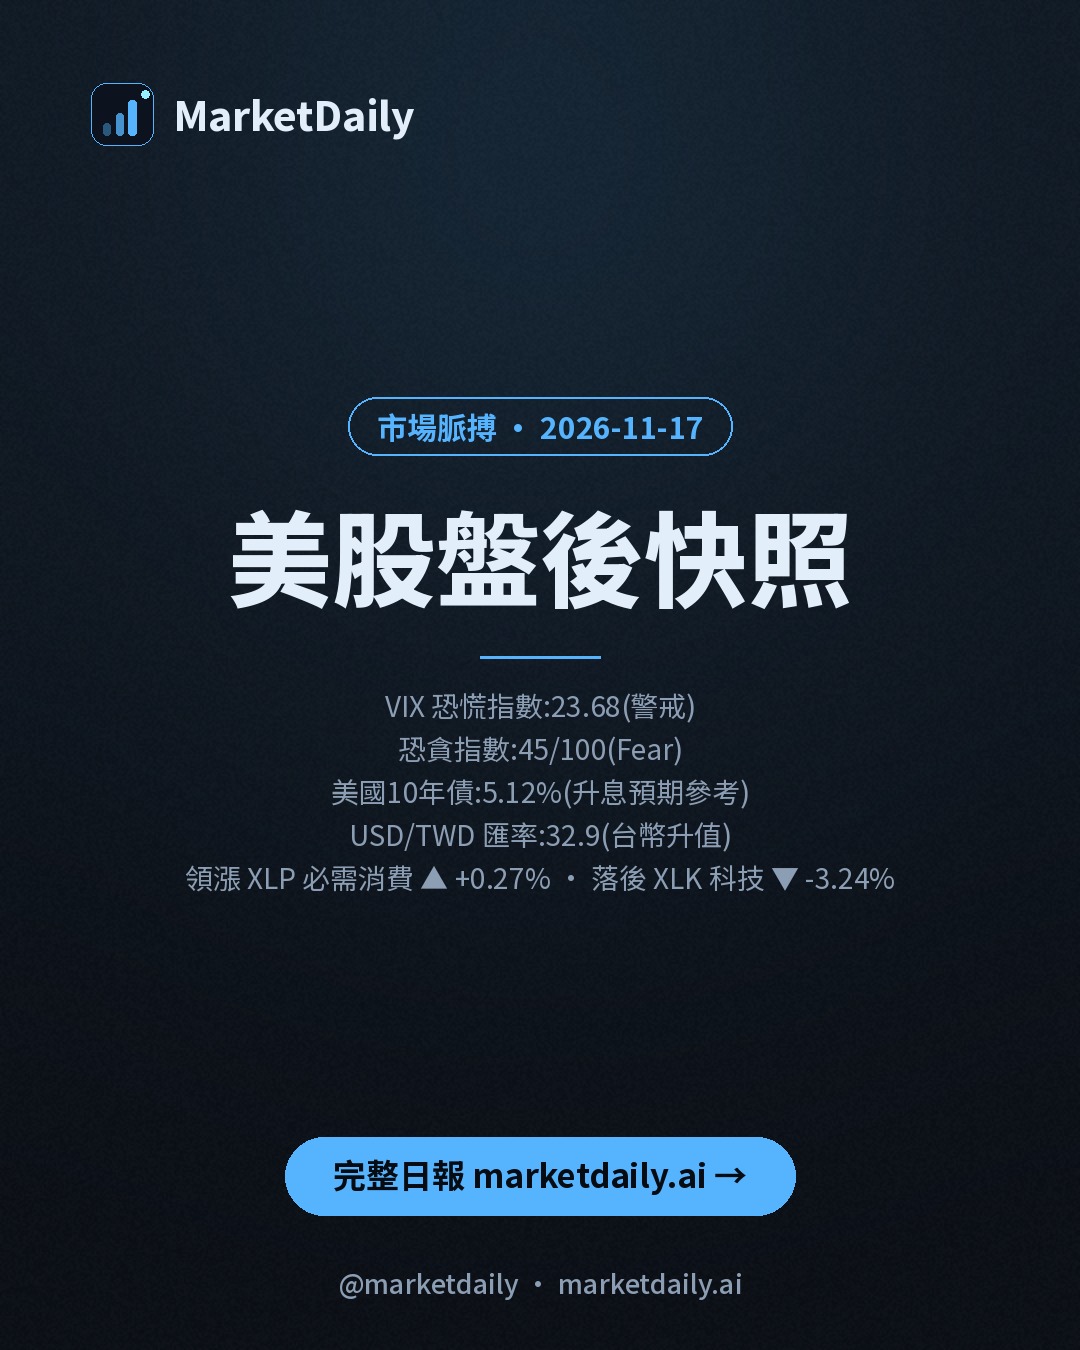 MarketDaily
市場脈搏 • 2026-11-17
美股盤後快照
VIX 恐慌指數:23.68(警戒)
恐貪指數:45/100(Fear)
美國10年債:5.12%(升息預期參考)
USD/TWD 匯率:32.9(台幣升值)
領漲 XLP 必需消費 ▲ +0.27% • 落後 XLK 科技 ▼ -3.24%
完整日報 marketdaily.ai →
@marketdaily • marketdaily.ai